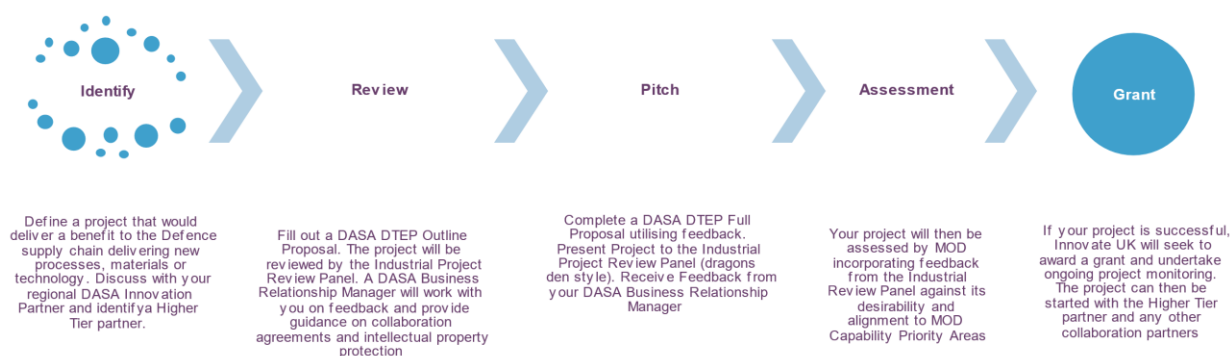 Identify
Review
Pitch
Assessment
Grant
Define a project that would
deliver a benefit to the Defence
supply chain delivering new
processes, materials or
technology. Discuss with your
regional DASA Innovation
Partner and identifya Higher
Tier partner.
Fill out a DASA DTEP Outline
Proposal. The project will be
reviewed by the Industrial Project
Review Panel. A DASA Business
Relationship Manager will work with
you on feedback and provide
guidance on collaboration
agreements and intellectual property
protection
Complete a DASA DTEP Full
Proposal utilising feedback.
Present Project to the Industrial
Project Review Panel (dragons
den style). Receive Feedback from
your DASA Business Relationship
Manager
Your project will then be
assessed by MOD
incorporating feedback
from the Industrial
Review Panel against its
desirability and
alignment to MOD
Capability Priority Areas
If your project is successful,
Innovate UK will seek to
award a grant and undertake
ongoing project monitoring.
The project can then be
started with the Higher Tier
partner and any other
collaboration partners